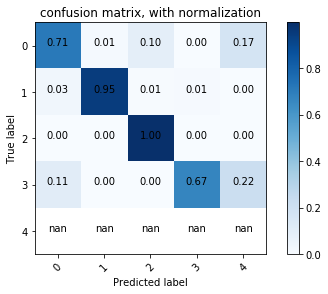 confusion matrix, with normalization
0 0.71 0.01 0.10 0.00 0.17
1 0.03 0.95 0.01 0.01 0.00
2 0.00 0.00 1.00 0.00 0.00
3 0.11 0.00 0.00 0.67 0.22
4 nan nan nan nan nan
True label
0 1 2 3 4
Predicted label
0.8
0.6
0.4
0.2
0.0